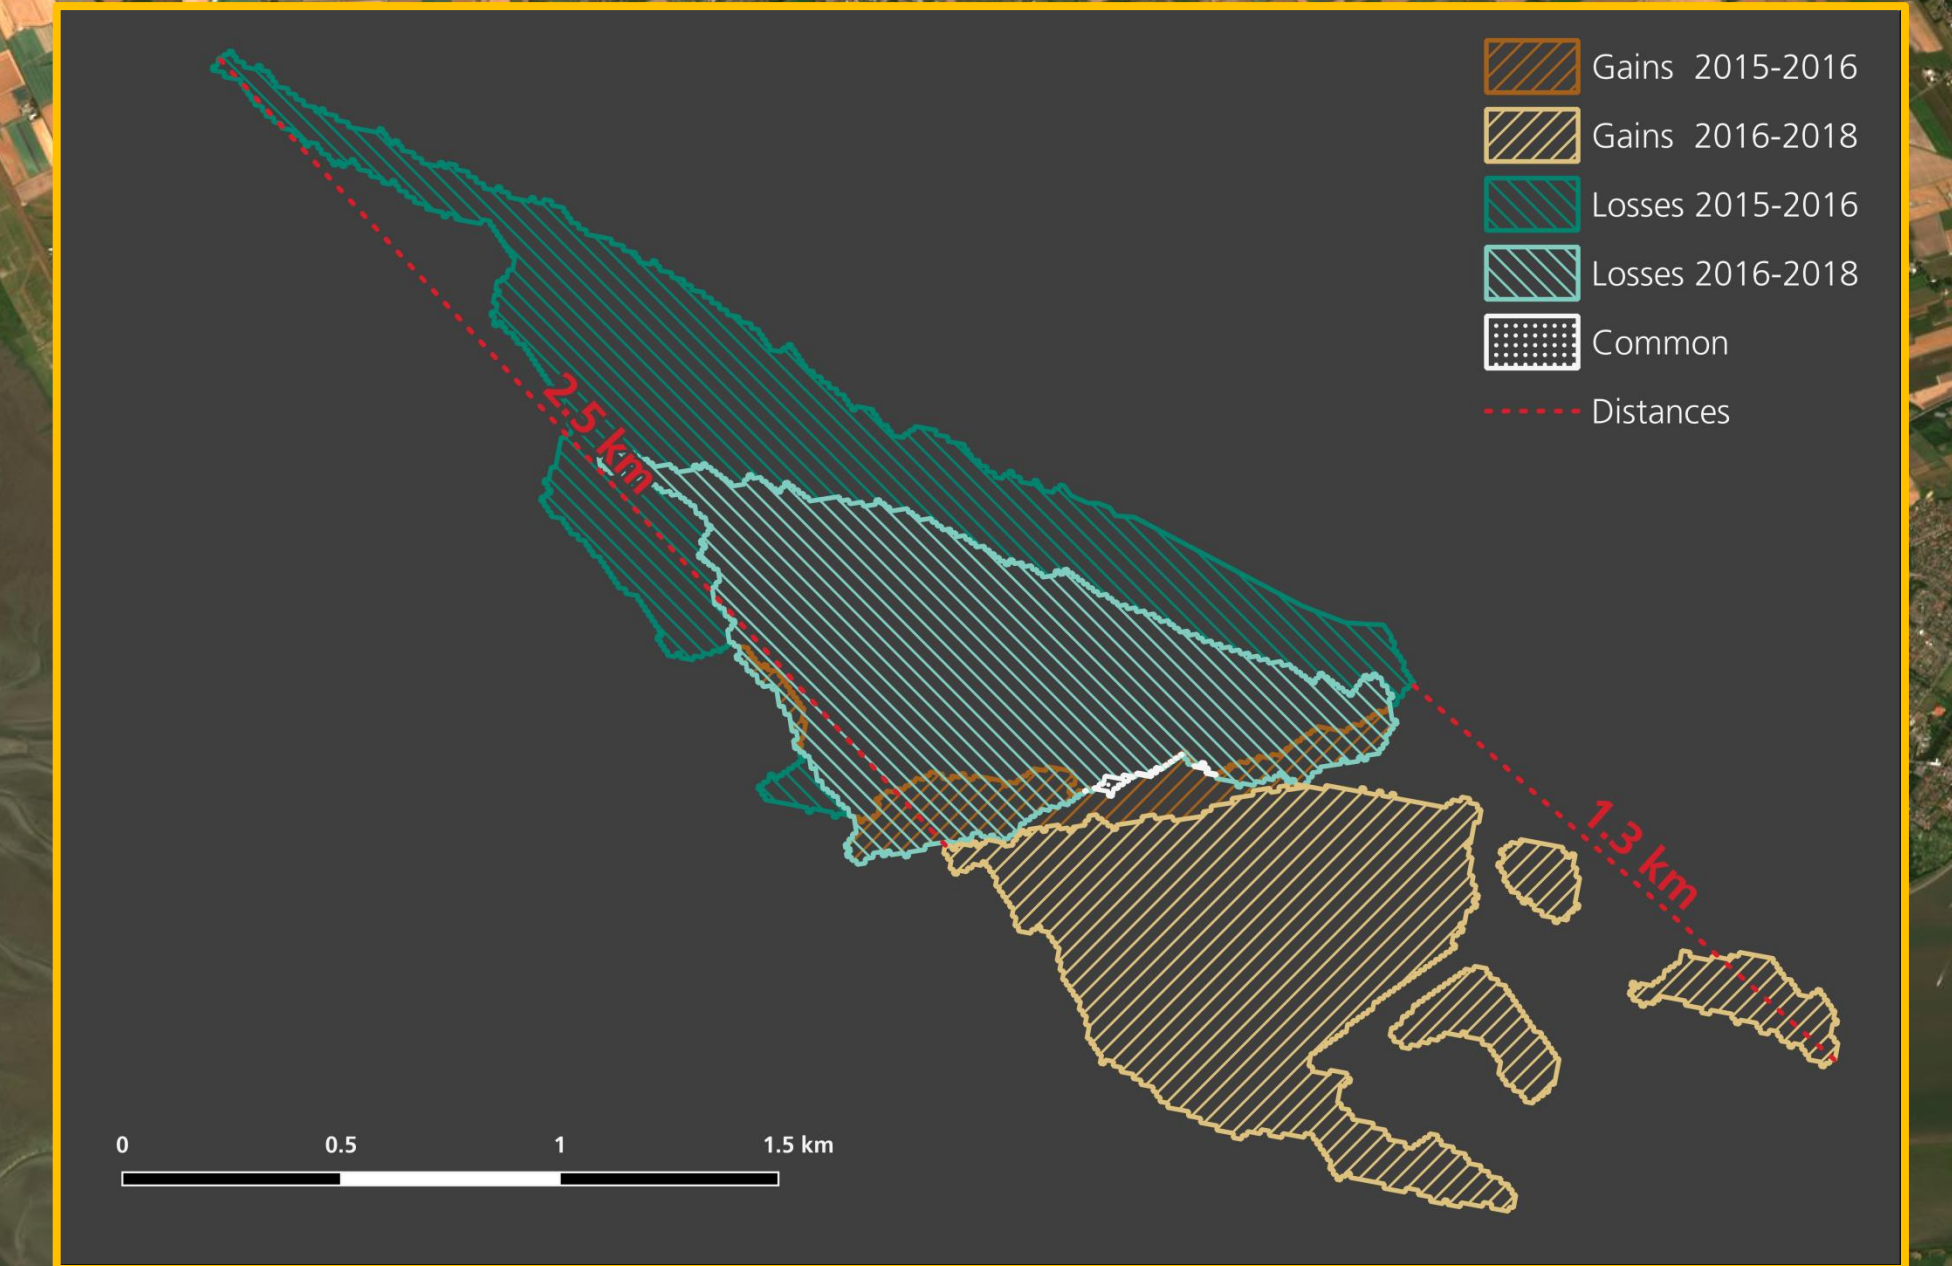 Gains 2015-2016
Gains 2016-2018
Losses 2015-2016
Losses 2016-2018
Common
Distances
2.5 km
1.3 km
0 0.5 1 1.5 km